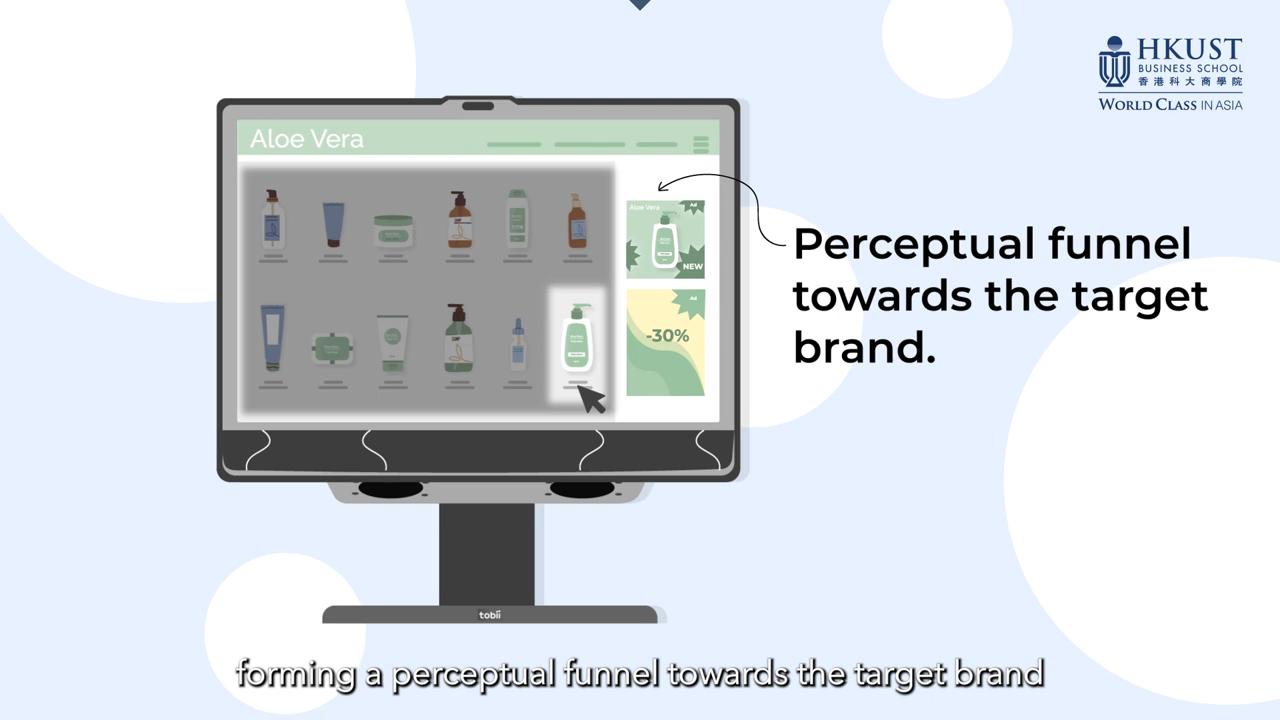 HKUST
BUSINESS SCHOOL
香港科大商學院
WORLD CLASS IN ASIA
Aloe Vera
Aloe Vera
Ad
NEW
Ad
-30%
Perceptual funnel
towards the target
brand.
tobii
forming a perceptual funnel towards the target brand